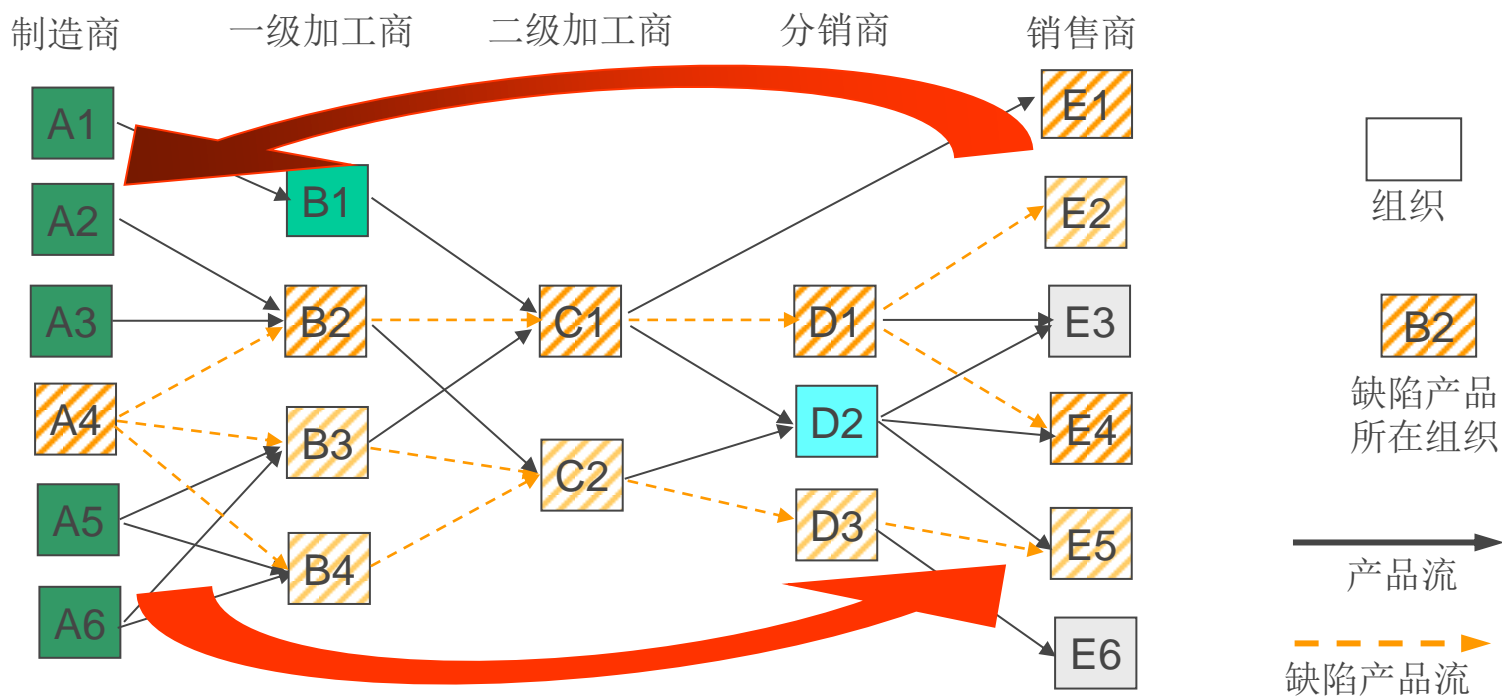 制造商
一级加工商
二级加工商
分销商
销售商
A1
A2
A3
A4
A5
A6
B1
B2
B3
B4
C1
C2
D1
D2
D3
E1
E2
E3
E4
E5
E6
组织
B2
缺陷产品
所在组织
产品流
缺陷产品流